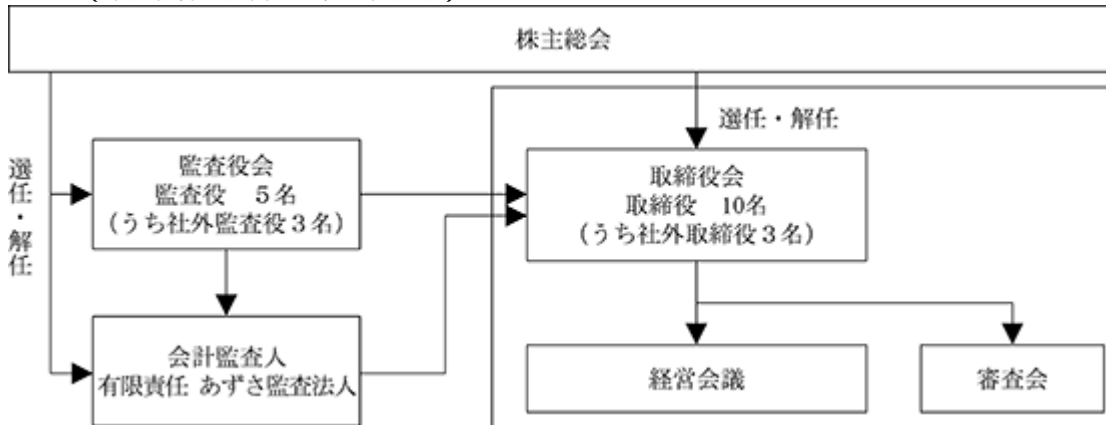 株主総会
選任・解任
選任・解任
監査役会
監査役 5名
(うち社外監査役3名)
取締役会
取締役 10名
(うち社外取締役3名)
会計監査人
有限責任 あずさ監査法人
経営会議
審査会